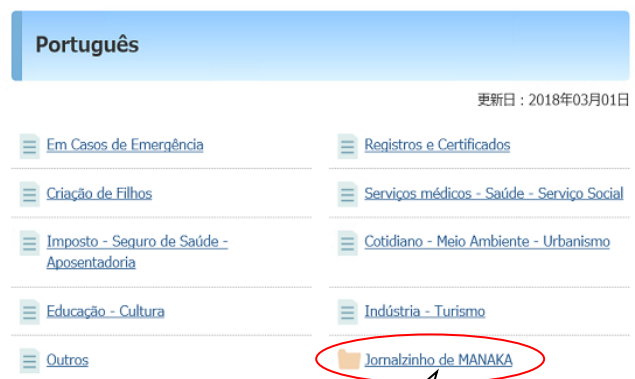 Português
更新日：2018年03月01日
Em Casos de Emergência
Registros e Certificados
Criação de Filhos
Serviços médicos - Saúde - Serviço Social
Imposto - Seguro de Saúde -
Aposentadoria
Cotidiano - Meio Ambiente - Urbanismo
Educação - Cultura
Indústria - Turismo
Outros
Jornalzinho de MANAKA